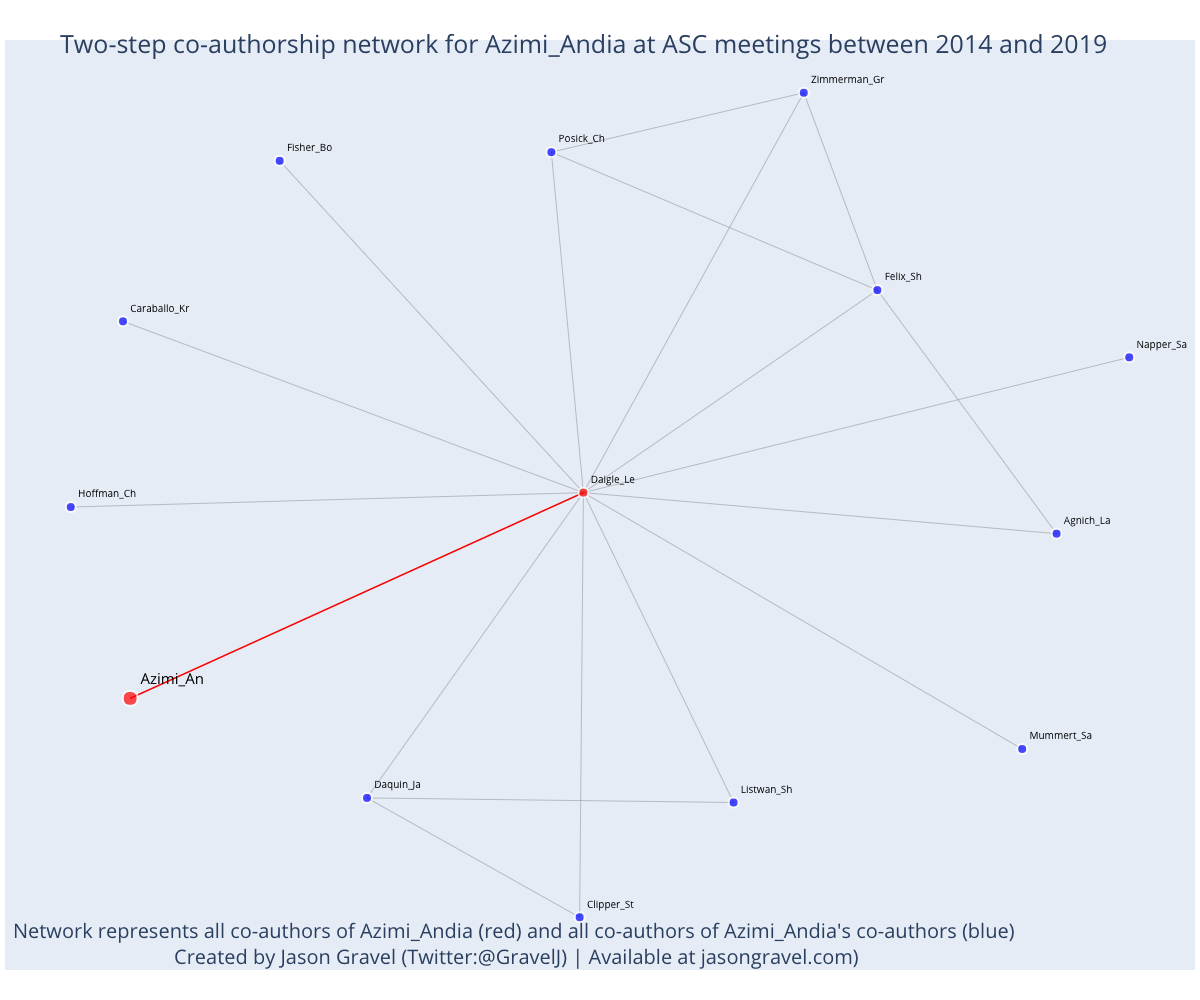 Two-step co-authorship network for Azimi_Andia at ASC meetings between 2014 and 2019
Zimmerman_Gr
Posick_Ch
Fisher_Bo
Felix_Sh
Caraballo_Kr
Napper_Sa
Daigle_Le
Hoffman_Ch
Agnich_La
Azimi_An
Mummert_Sa
Daquin_Ja
Listwan_Sh
Clipper_St
Network represents all co-authors of Azimi_Andia (red) and all co-authors of Azimi_Andia's co-authors (blue)
Created by Jason Gravel (Twitter:@GravelJ) | Available at jasongravel.com)